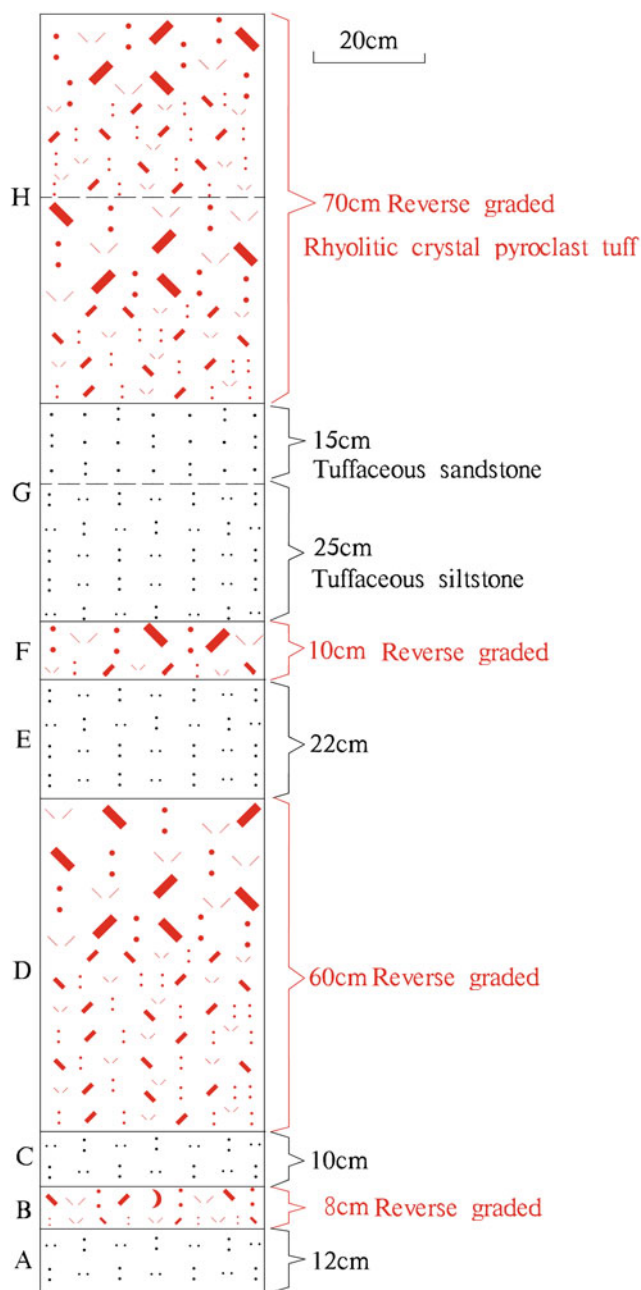 20cm
H
70cm Reverse graded
Rhyolitic crystal pyroclast tuff
15cm
Tuffaceous sandstone
G
25cm
Tuffaceous siltstone
F
10cm Reverse graded
E
22cm
D
60cm Reverse graded
C
10cm
B
8cm Reverse graded
A
12cm